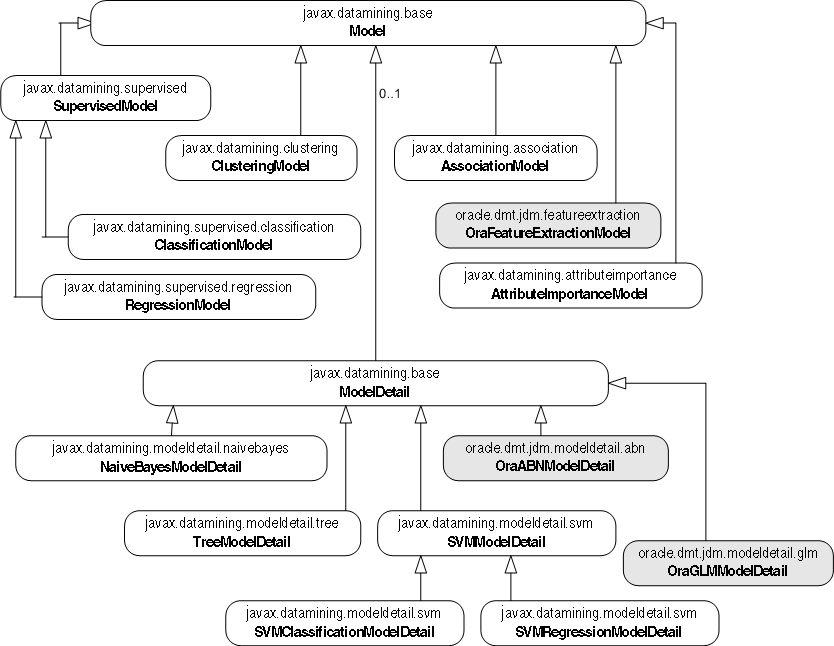 javax.datamining.base
Model
javax.datamining.supervised
SupervisedModel
0..1
javax.datamining.clustering
ClusteringModel
javax.datamining.association
AssociationModel
oracle.dmt.jdm.featureextraction
OraFeatureExtractionModel
javax.datamining.supervised.classification
ClassificationModel
javax.datamining.attributeimportance
AttributeImportanceModel
javax.datamining.supervised.regression
RegressionModel
javax.datamining.base
ModelDetail
javax.datamining.modeldetail.naivebayes
NaiveBayesModelDetail
oracle.dmt.jdm.modeldetail.abn
OraABNModelDetail
javax.datamining.modeldetail.tree
TreeModelDetail
javax.datamining.modeldetail.svm
SVMModelDetail
oracle.dmt.jdm.modeldetail.glm
OraGLMModelDetail
javax.datamining.modeldetail.svm
SVMClassificationModelDetail
javax.datamining.modeldetail.svm
SVMRegressionModelDetail